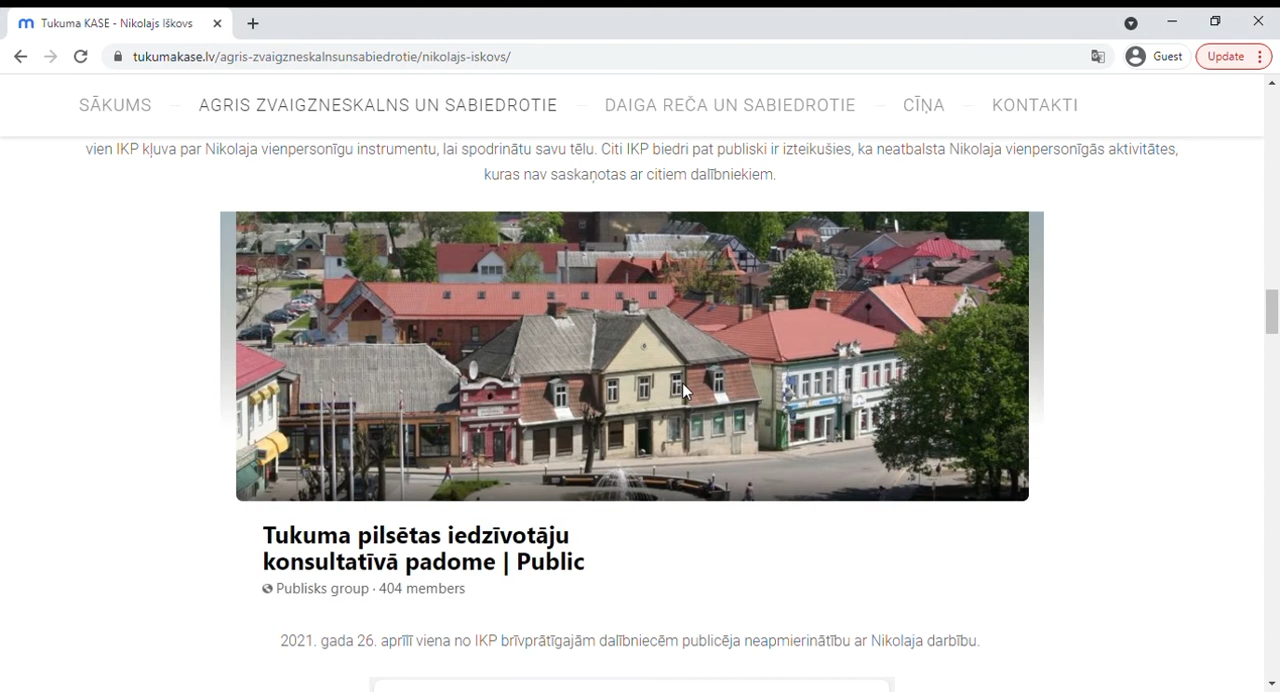 Tukuma KASE - Nikolajs Iškovs
tukumakase.lv/agris-zvaigzneskalnsunsabiedrotie/nikolajs-iskovs/
Guest
Update
SĀKUMS — AGRIS ZVAIGZNESKALNS UN SABIEDROTIE — DAIGA REČA UN SABIEDROTIE — CĪŅA — KONTAKTI
vien IKP kļuva par Nikolaja vienpersonīgu instrumentu, lai spodrinātu savu tēlu. Citi IKP biedri pat publiski ir izteikušies, ka neatbalsta Nikolaja vienpersonīgās aktivitātes,
kuras nav saskaņotas ar citiem dalībniekiem.
Tukuma pilsētas iedzīvotāju
konsultatīvā padome | Public
Publisks group · 404 members
2021. gada 26. aprīlī viena no IKP brīvprātīgajām dalībniecēm publicēja neapmierinātību ar Nikolaja darbību.